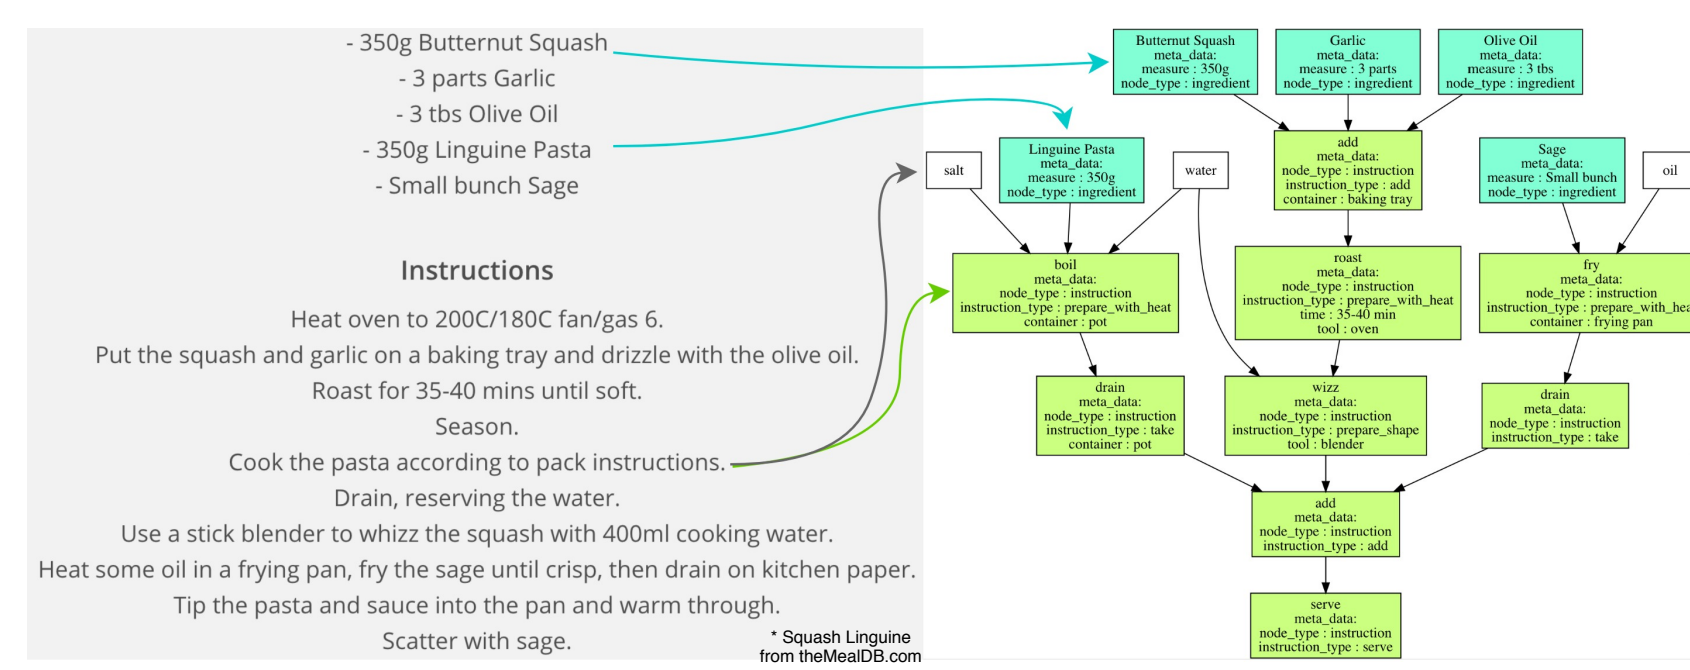 - 350g Butternut Squash
- 3 parts Garlic
- 3 tbs Olive Oil
- 350g Linguine Pasta
- Small bunch Sage
Instructions
Heat oven to 200C/180C fan/gas 6.
Put the squash and garlic on a baking tray and drizzle with the olive oil.
Roast for 35-40 mins until soft.
Season.
Cook the pasta according to pack instructions.
Drain, reserving the water.
Use a stick blender to whizz the squash with 400ml cooking water.
Heat some oil in a frying pan, fry the sage until crisp, then drain on kitchen paper.
Tip the pasta and sauce into the pan and warm through.
Scatter with sage.
* Squash Linguine
from theMealDB.com
Butternut Squash
meta_data:
measure : 350g
node_type : ingredient
Garlic
meta_data:
measure : 3 parts
node_type : ingredient
Olive Oil
meta_data:
measure : 3 tbs
node_type : ingredient
salt
Linguine Pasta
meta_data:
measure : 350g
node_type : ingredient
water
add
meta_data:
node_type : instruction
instruction_type : add
container : baking tray
Sage
meta_data:
measure : Small bunch
node_type : ingredient
oil
boil
meta_data:
node_type : instruction
instruction_type : prepare_with_heat
container : pot
roast
meta_data:
node_type : instruction
instruction_type : prepare_with_heat
time : 35-40 min
tool : oven
fry
meta_data:
node_type : instruction
instruction_type : prepare_with_hea
container : frying pan
drain
meta_data:
node_type : instruction
instruction_type : take
container : pot
wizz
meta_data:
node_type : instruction
instruction_type : prepare_shape
tool : blender
drain
meta_data:
node_type : instruction
instruction_type : take
add
meta_data:
node_type : instruction
instruction_type : add
serve
meta_data:
node_type : instruction
instruction_type : serve